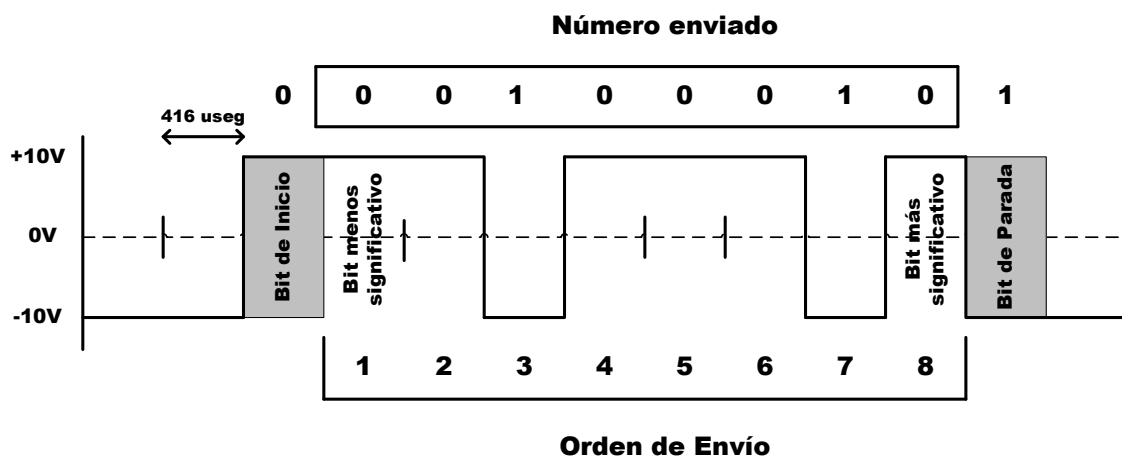 Número enviado
0 0 0 1 0 0 0 1 0 1
416 useg
+10V
0V
-10V
Bit de Inicio
Bit menos
significativo
Bit más
significativo
Bit de Parada
1 2 3 4 5 6 7 8
Orden de Envío